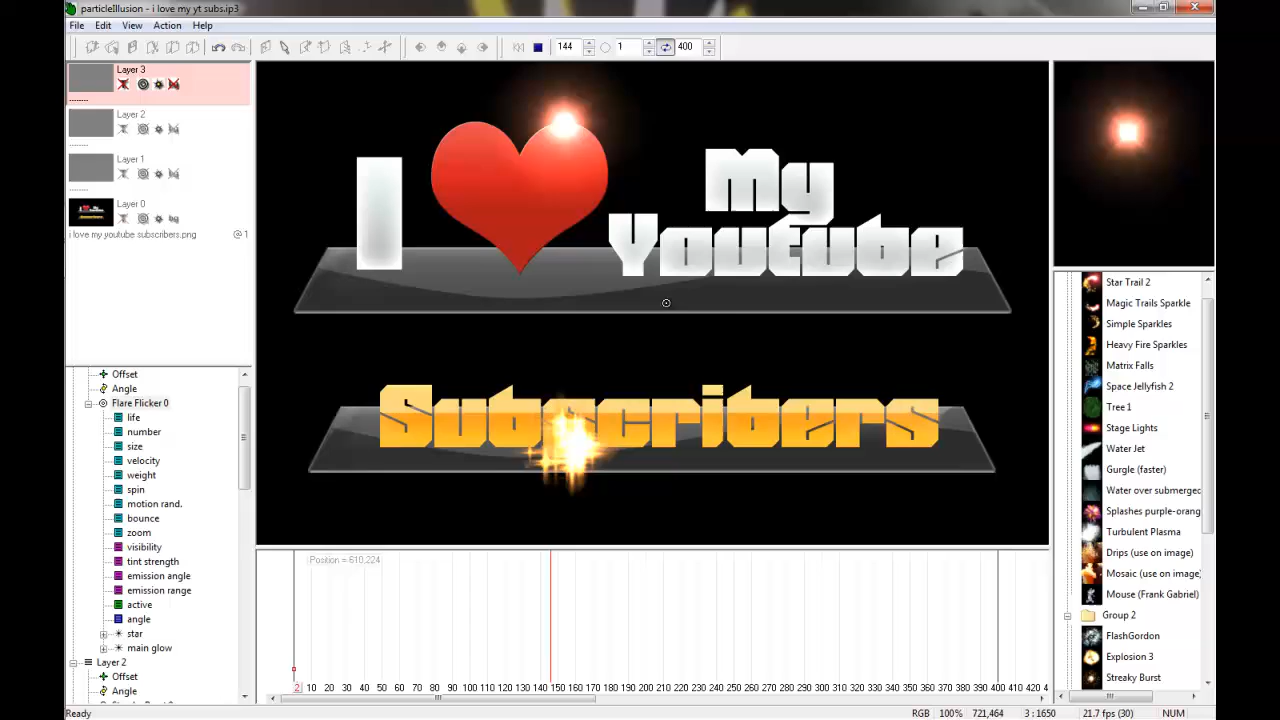 particleIllusion - i love my yt subs.ip3
File Edit View Action Help
144 1 400
Layer 3
--------
Layer 2
--------
Layer 1
--------
Layer 0
i love my youtube subscribers.png 1
Offset
Angle
Flare Flicker 0
life
number
size
velocity
weight
spin
motion rand.
bounce
zoom
visibility
tint strength
emission angle
emission range
active
angle
star
main glow
Layer 2
Offset
Angle
I My
Youtube
Subscribers
Position = 610,224
2 10 20 30 40 50 60 70 80 90 100 110 120 130 140 150 160 170 180 190 200 210 220 230 240 250 260 270 280 290 300 310 320 330 340 350 360 370 380 390 400 410 420 4
Star Trail 2
Magic Trails Sparkle
Simple Sparkles
Heavy Fire Sparkles
Matrix Falls
Space Jellyfish 2
Tree 1
Stage Lights
Water Jet
Gurgle (faster)
Water over submerged
Splashes purple-orang
Turbulent Plasma
Drips (use on image)
Mosaic (use on image)
Mouse (Frank Gabriel)
Group 2
FlashGordon
Explosion 3
Streaky Burst
Ready RGB 100% 721,464 3 : 1650 21.7 fps (30) NUM